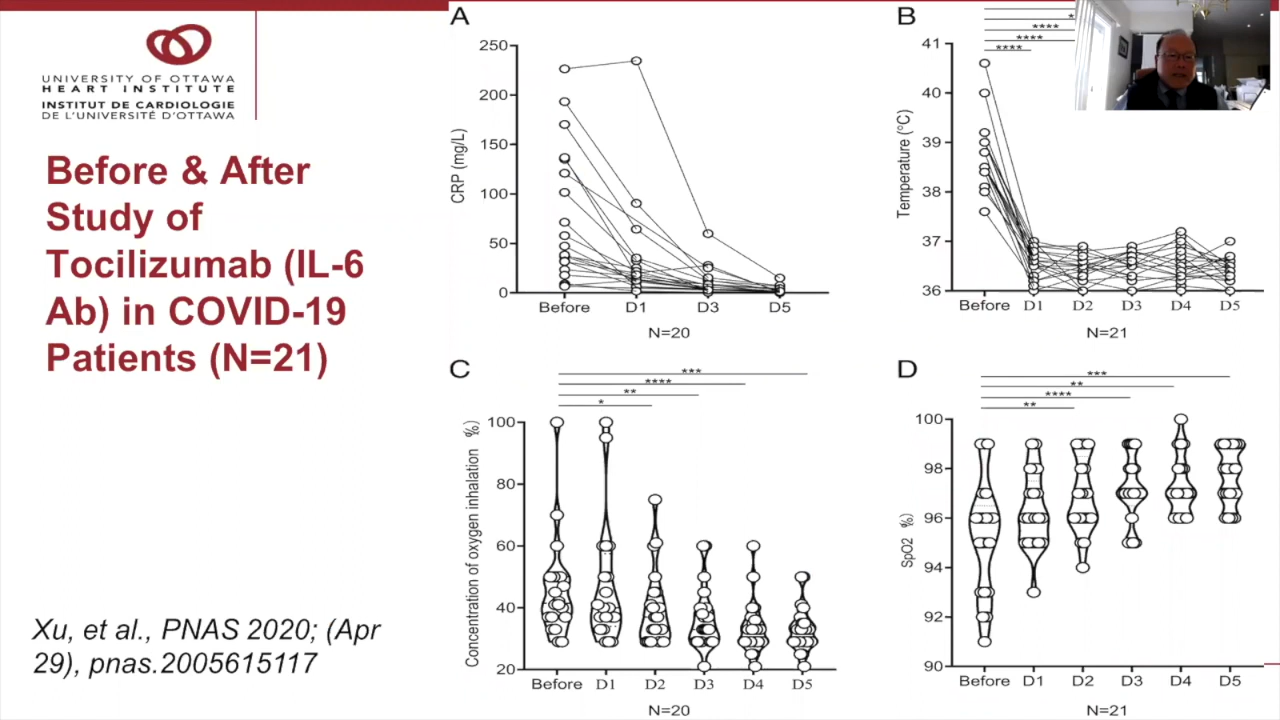 UNIVERSITY OF OTTAWA
HEART INSTITUTE
INSTITUT DE CARDIOLOGIE
DE L'UNIVERSITÉ D'OTTAWA
Before & After
Study of
Tocilizumab (IL-6
Ab) in COVID-19
Patients (N=21)
Xu, et al., PNAS 2020; (Apr
29), pnas.2005615117
A
CRP (mg/L)
250
200
150
100
50
0
Before D1 D3 D5
N=20
B
*
****
****
****
Temperature (°C)
41
40
39
38
37
36
Before D1 D2 D3 D4 D5
N=21
C
***
****
**
*
Concentration of oxygen inhalation %)
100
80
60
40
20
Before D1 D2 D3 D4 D5
N=20
D
***
**
****
**
SpO2 %)
100
98
96
94
92
90
Before D1 D2 D3 D4 D5
N=21